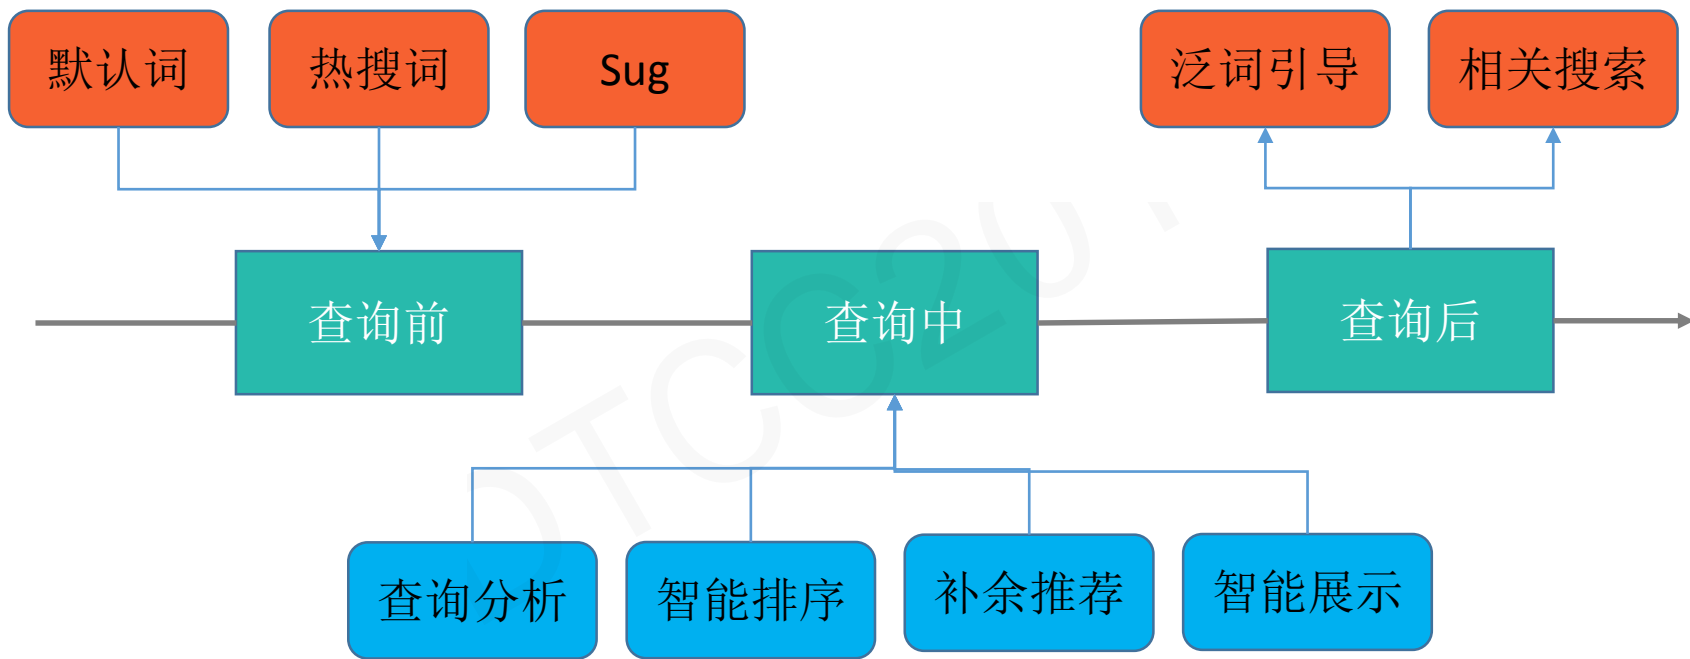 默认词
热搜词
Sug
泛词引导
相关搜索
查询前
查询中
查询后
查询分析
智能排序
补余推荐
智能展示